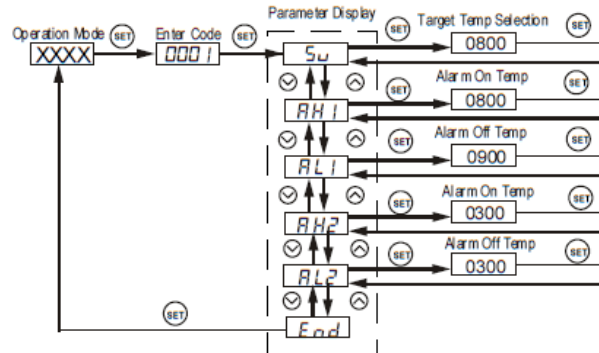 Parameter Display
Operation Mode SET Enter Code SET SET Target Temp Selection SET
XXXX 0001 Su 0800
SET Alarm On Temp SET
AH1 0800
SET Alarm Off Temp SET
AL1 0900
SET Alarm On Temp SET
AH2 0300
SET Alarm Off Temp SET
AL2 0300
SET
End